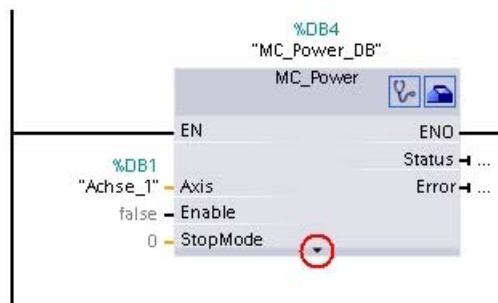 %DB4
"MC_Power_DB"
MC_Power
EN
ENO
Status
...
%DB1
"Achse_1"
Axis
Error
...
false
Enable
0
StopMode